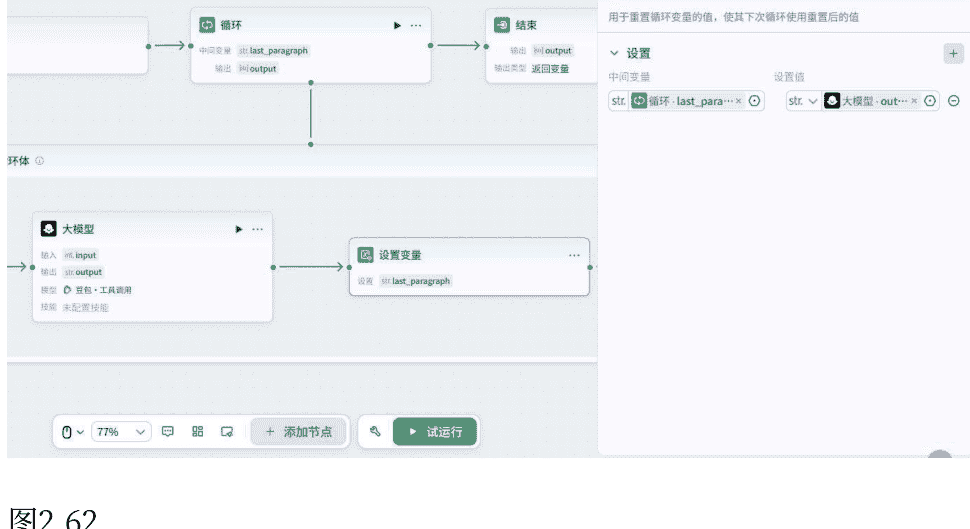 循环
中间变量 str. last_paragraph
输出 output
结束
输出 output
输出类型 返回变量
环体
大模型
输入 input
输出 str. output
模型 豆包·工具调用
技能 未配置技能
设置变量
设置 str. last_paragraph
77%
+ 添加节点
试运行
用于重置循环变量的值，使其下次循环使用重置后的值
设置
中间变量 设置值
str. 循环 · last_para··· × str. 大模型 · out··· ×
图2.62